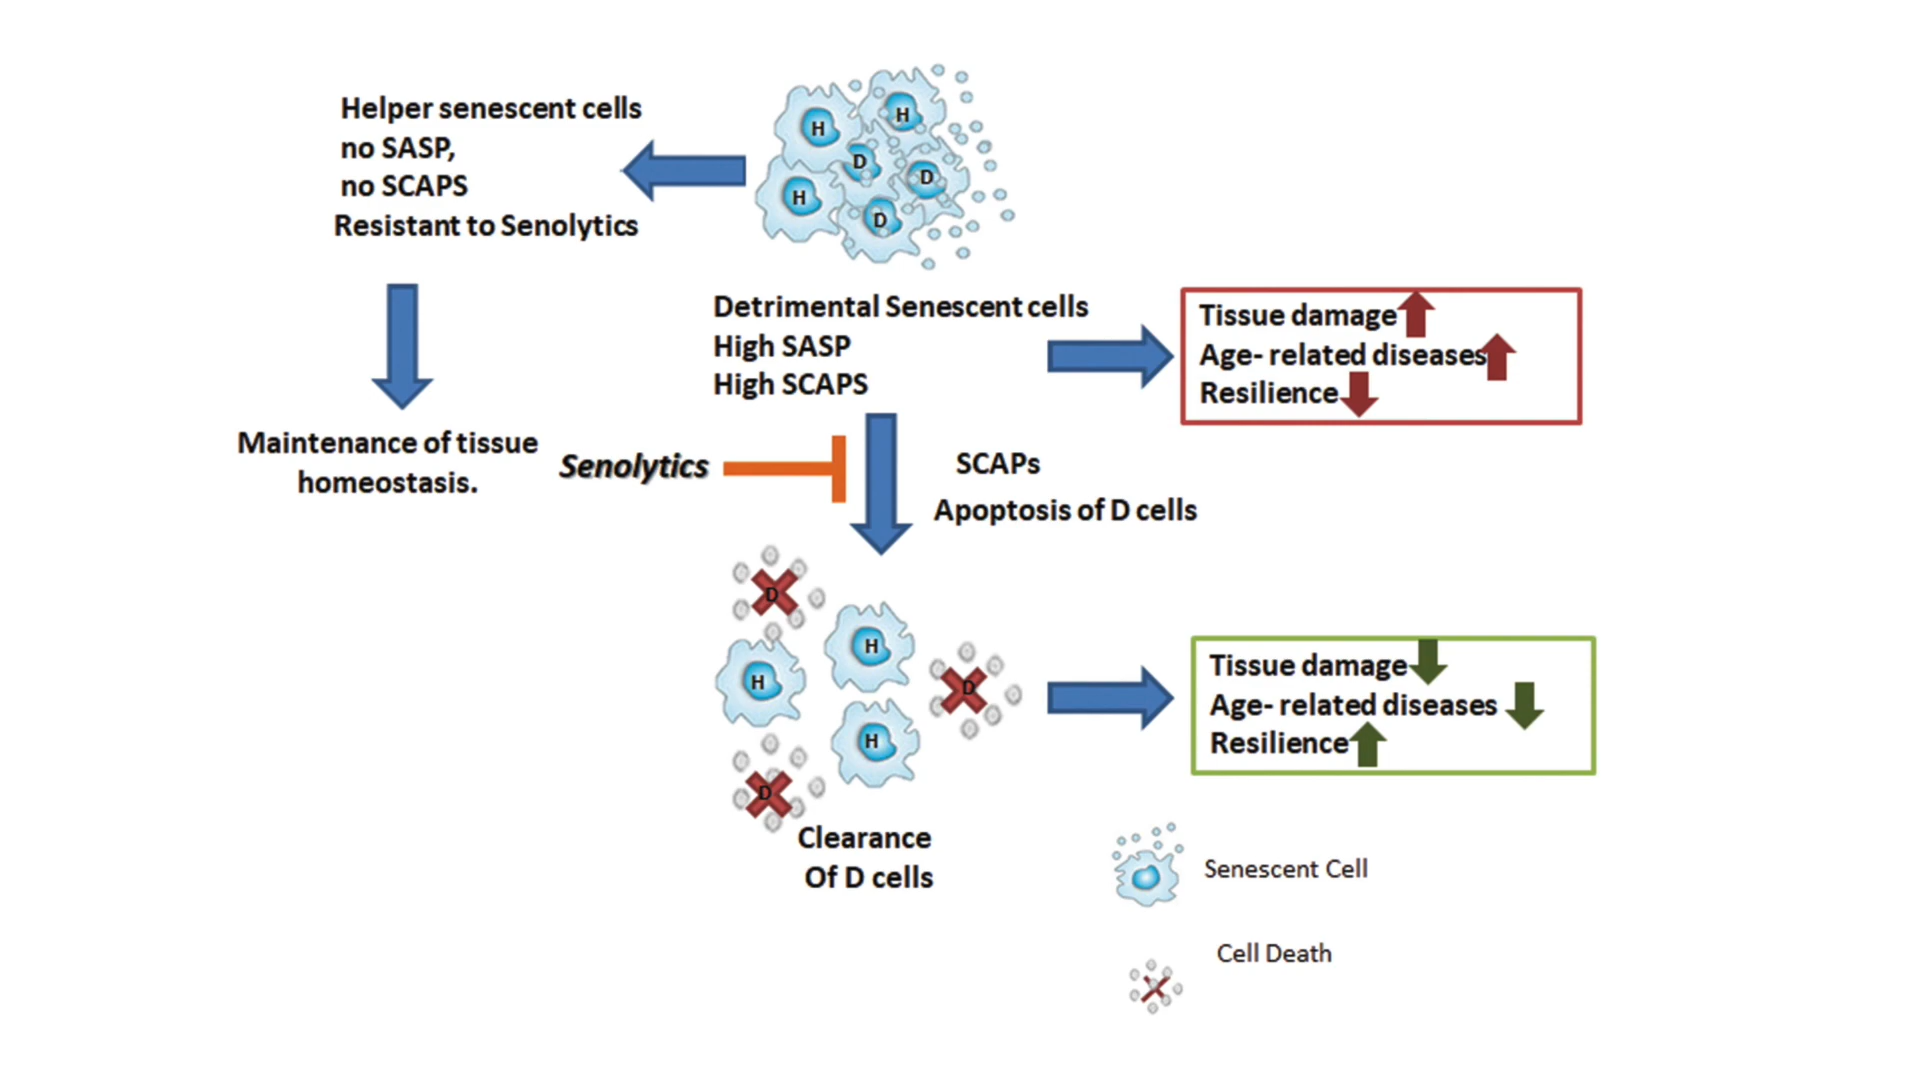 Helper senescent cells
no SASP,
no SCAPS
Resistant to Senolytics
H
H
D
D
H
D
Detrimental Senescent cells
High SASP
High SCAPS
Tissue damage
Age- related diseases
Resilience
Maintenance of tissue
homeostasis.
Senolytics
SCAPs
Apoptosis of D cells
D
H
H
D
H
D
Clearance
Of D cells
Tissue damage
Age- related diseases
Resilience
Senescent Cell
Cell Death